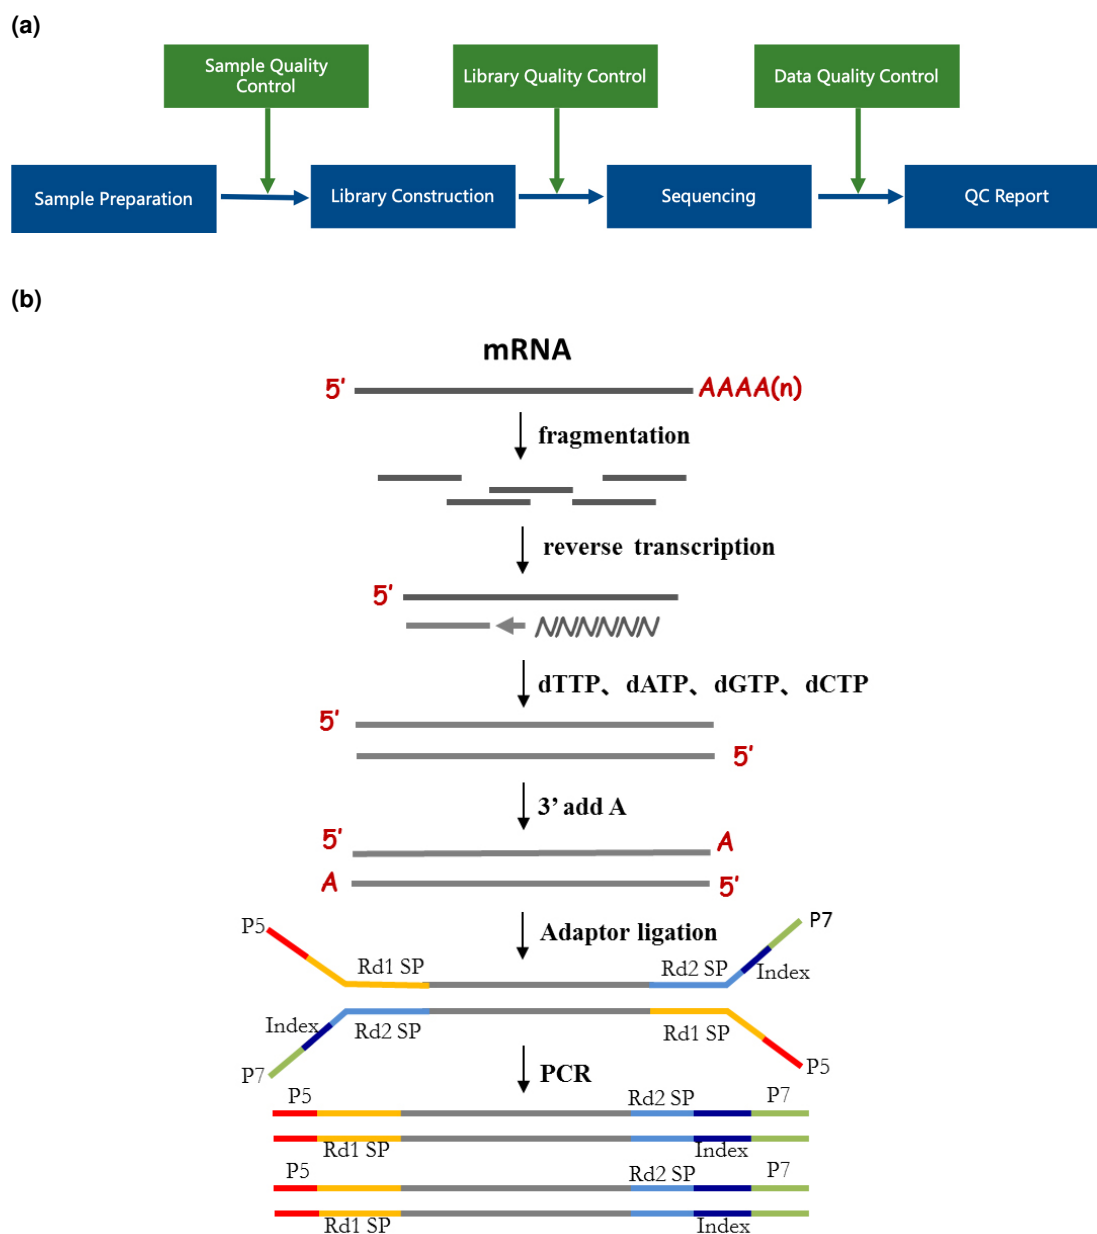 (a)
Sample Quality
Control
Library Quality Control
Data Quality Control
Sample Preparation
Library Construction
Sequencing
QC Report
(b)
mRNA
5'
AAAA(n)
fragmentation
reverse transcription
5'
NNNNNN
dTTP、dATP、dGTP、dCTP
5'
5'
3' add A
5'
A
A
5'
P5
Adaptor ligation
P7
Rd1 SP
Rd2 SP
Index
Index
Rd2 SP
Rd1 SP
P7
PCR
P5
P5
Rd2 SP
P7
Rd1 SP
Index
P5
Rd2 SP
P7
Rd1 SP
Index